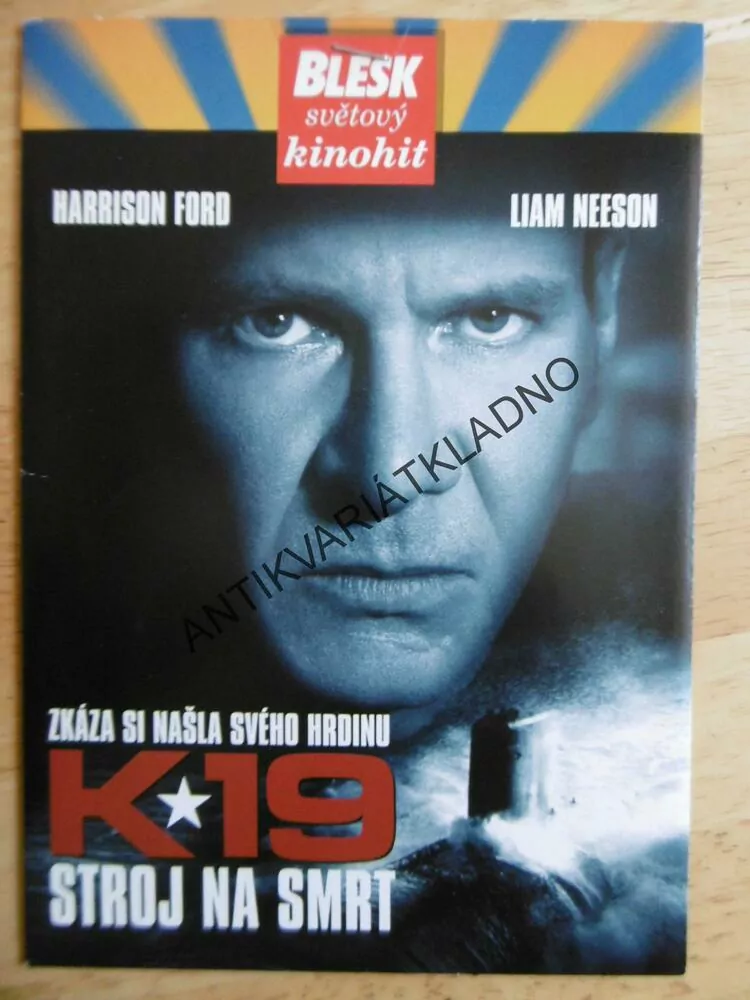 BLESK
světový
kinohit
HARRISON FORD
LIAM NEESON
ANTIKVARIÁTKLADNO
ZKÁZA SI NAŠLA SVÉHO HRDINU
K★19
STROJ NA SMRT